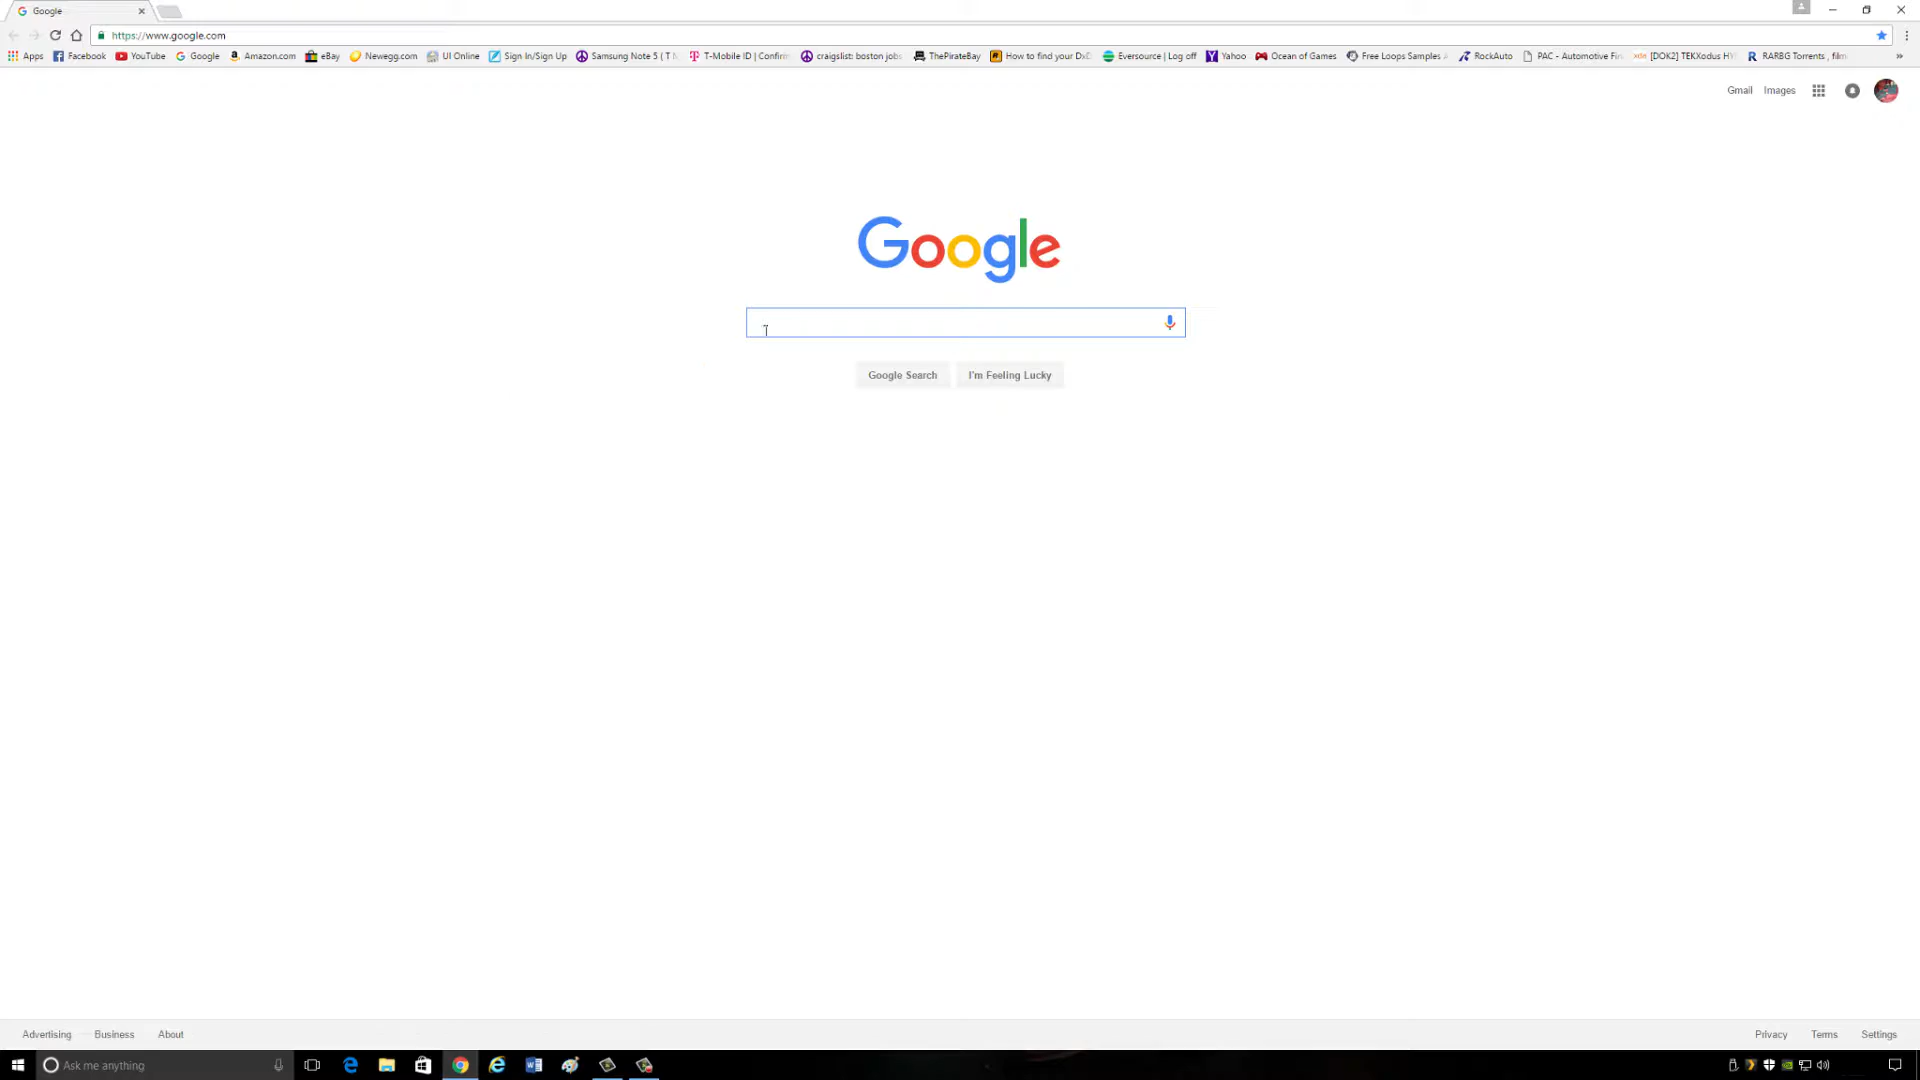 Google
https://www.google.com
Apps Facebook YouTube Google Amazon.com eBay Newegg.com UI Online Sign In/Sign Up Samsung Note 5 ( T M T-Mobile ID | Confirm craigslist: boston jobs ThePirateBay How to find your DxD Eversource | Log off Yahoo Ocean of Games Free Loops Samples RockAuto PAC - Automotive Fin [DOK2] TEKXodus HY RARBG Torrents , film
Gmail Images
Google
Google Search I'm Feeling Lucky
Advertising Business About Privacy Terms Settings
Ask me anything